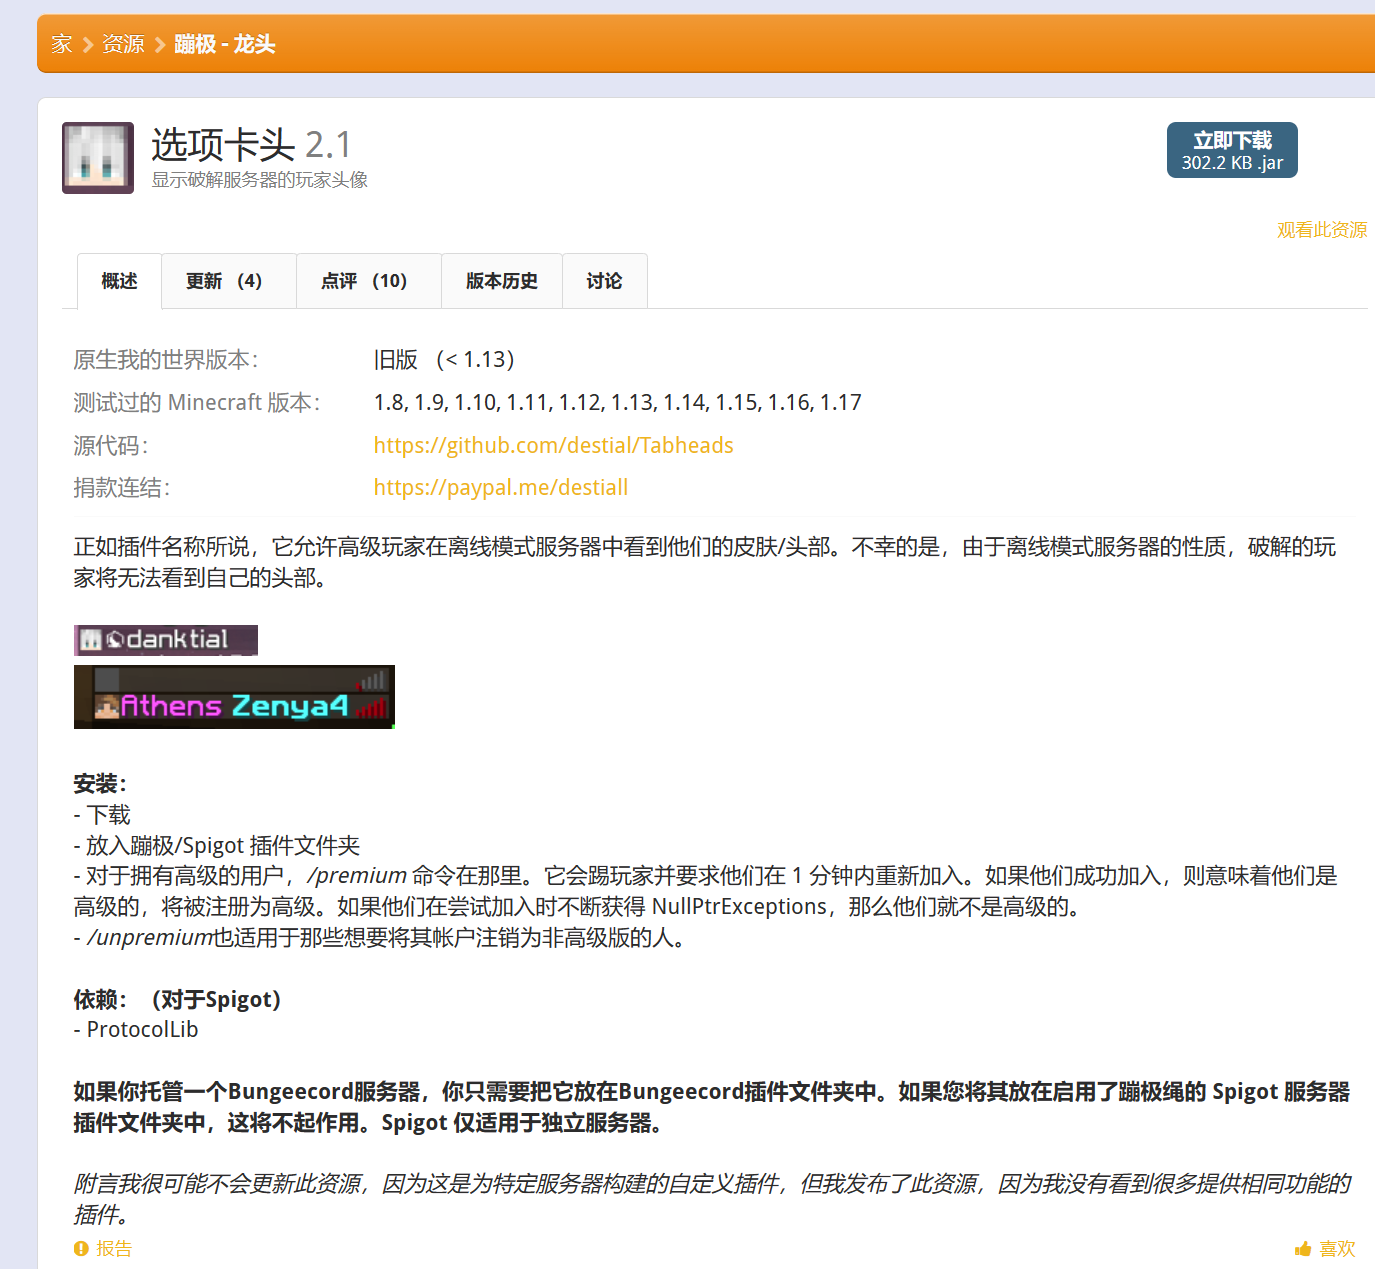 家 资源 蹦极 - 龙头
选项卡头 2.1
显示破解服务器的玩家头像
立即下载
302.2 KB .jar
观看此资源
概述 更新 （4） 点评 （10） 版本历史 讨论
原生我的世界版本： 旧版 （< 1.13）
测试过的 Minecraft 版本： 1.8, 1.9, 1.10, 1.11, 1.12, 1.13, 1.14, 1.15, 1.16, 1.17
源代码： https://github.com/destial/Tabheads
捐款连结： https://paypal.me/destiall
正如插件名称所说，它允许高级玩家在离线模式服务器中看到他们的皮肤/头部。不幸的是，由于离线模式服务器的性质，破解的玩
家将无法看到自己的头部。
danktial
Athens Zenya4
安装：
- 下载
- 放入蹦极/Spigot 插件文件夹
- 对于拥有高级的用户，/premium 命令在那里。它会踢玩家并要求他们在 1 分钟内重新加入。如果他们成功加入，则意味着他们是
高级的，将被注册为高级。如果他们在尝试加入时不断获得 NullPtrExceptions，那么他们就不是高级的。
- /unpremium也适用于那些想要将其帐户注销为非高级版的人。
依赖：（对于Spigot）
- ProtocolLib
如果你托管一个Bungeecord服务器，你只需要把它放在Bungeecord插件文件夹中。如果您将其放在启用了蹦极绳的 Spigot 服务器
插件文件夹中，这将不起作用。Spigot 仅适用于独立服务器。
附言我很可能不会更新此资源，因为这是为特定服务器构建的自定义插件，但我发布了此资源，因为我没有看到很多提供相同功能的
插件。
报告 喜欢